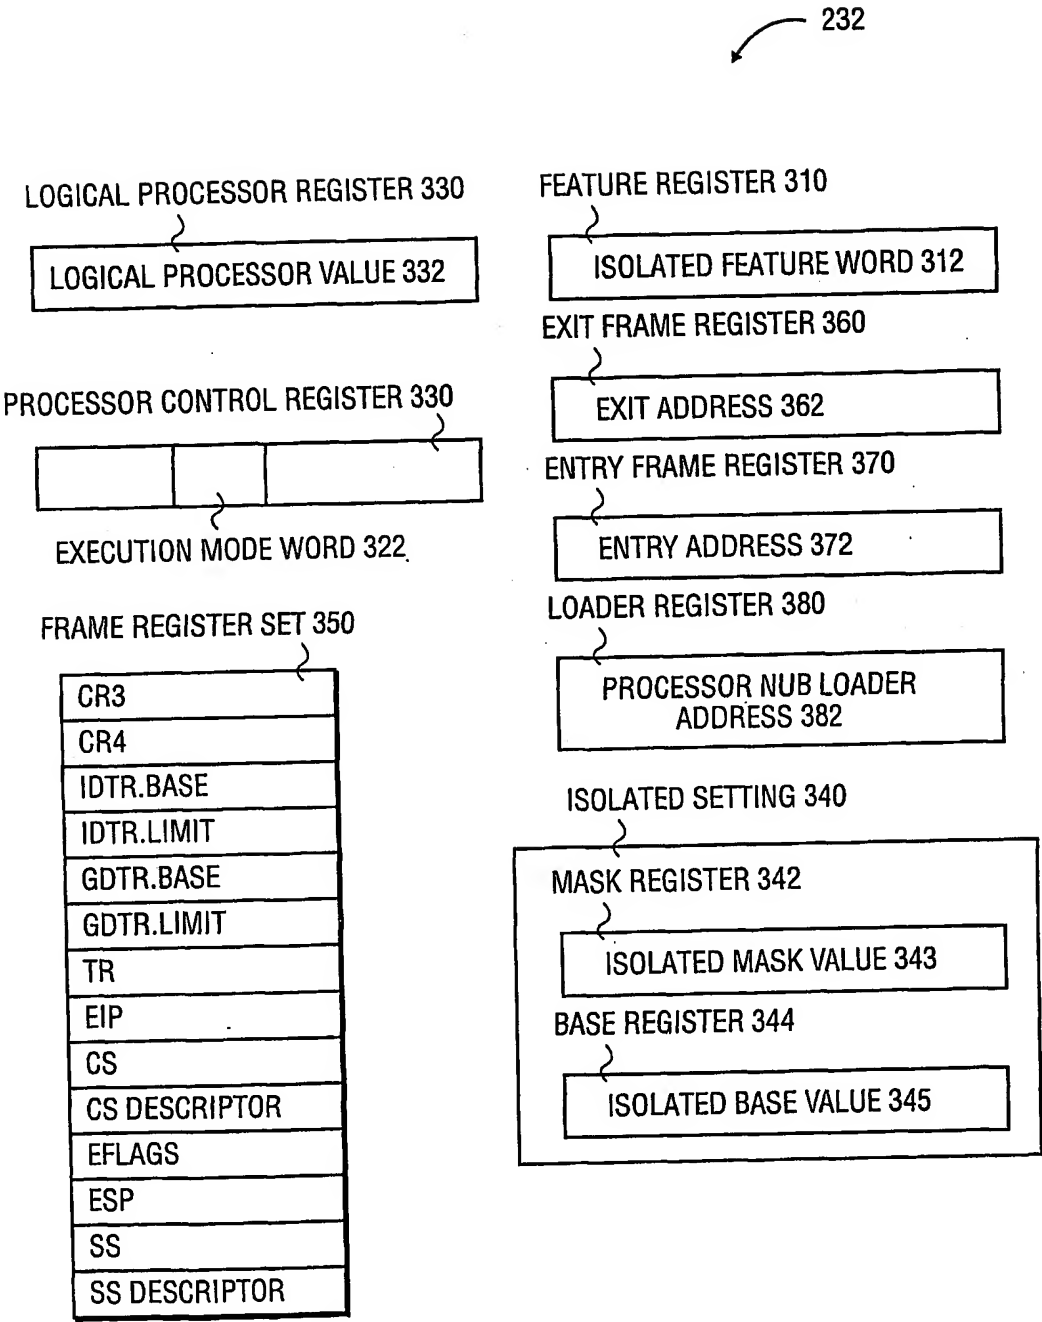 232
LOGICAL PROCESSOR REGISTER 330
LOGICAL PROCESSOR VALUE 332
PROCESSOR CONTROL REGISTER 330
EXECUTION MODE WORD 322
FRAME REGISTER SET 350
CR3
CR4
IDTR.BASE
IDTR.LIMIT
GDTR.BASE
GDTR.LIMIT
TR
EIP
CS
CS DESCRIPTOR
EFLAGS
ESP
SS
SS DESCRIPTOR
FEATURE REGISTER 310
ISOLATED FEATURE WORD 312
EXIT FRAME REGISTER 360
EXIT ADDRESS 362
ENTRY FRAME REGISTER 370
ENTRY ADDRESS 372
LOADER REGISTER 380
PROCESSOR NUB LOADER
ADDRESS 382
ISOLATED SETTING 340
MASK REGISTER 342
ISOLATED MASK VALUE 343
BASE REGISTER 344
ISOLATED BASE VALUE 345